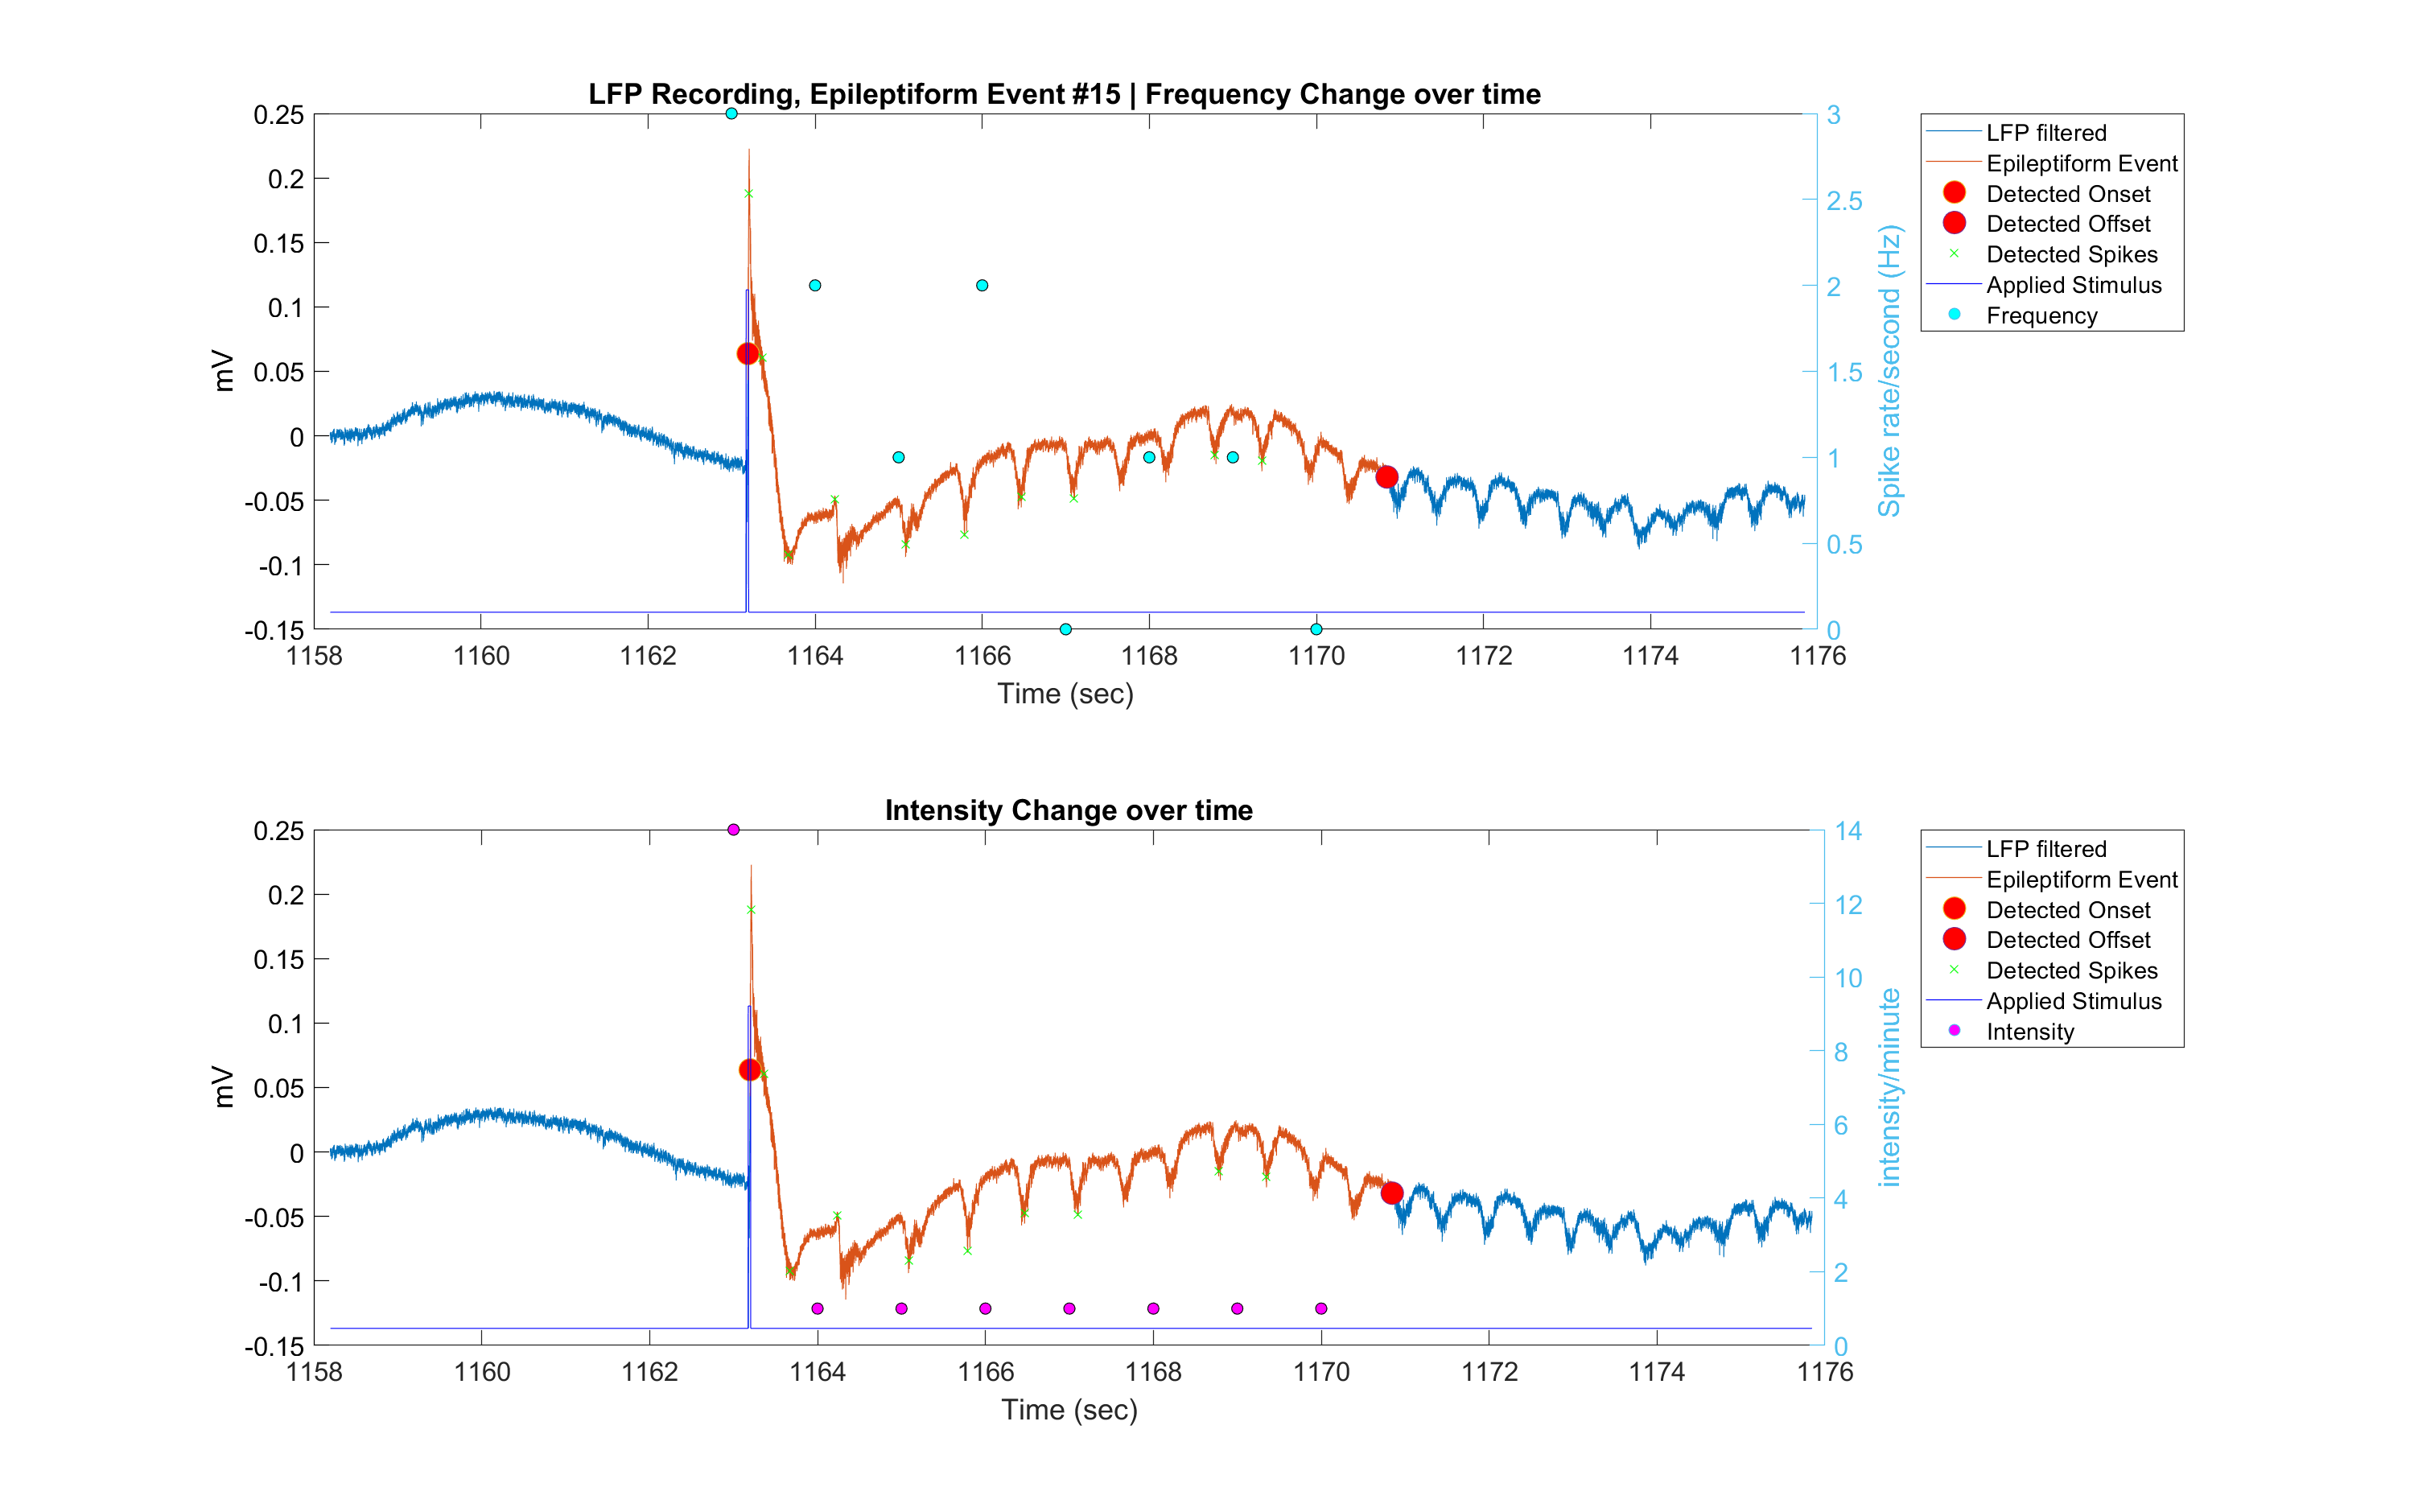 LFP Recording, Epileptiform Event #15 | Frequency Change over time
0.25
0.2
0.15
0.1
0.05
0
-0.05
-0.1
-0.15
mV
1158 1160 1162 1164 1166 1168 1170 1172 1174 1176
Time (sec)
3
2.5
2
1.5
1
0.5
0
Spike rate/second (Hz)
LFP filtered
Epileptiform Event
Detected Onset
Detected Offset
Detected Spikes
Applied Stimulus
Frequency
Intensity Change over time
0.25
0.2
0.15
0.1
0.05
0
-0.05
-0.1
-0.15
mV
1158 1160 1162 1164 1166 1168 1170 1172 1174 1176
Time (sec)
14
12
10
8
6
4
2
0
intensity/minute
LFP filtered
Epileptiform Event
Detected Onset
Detected Offset
Detected Spikes
Applied Stimulus
Intensity